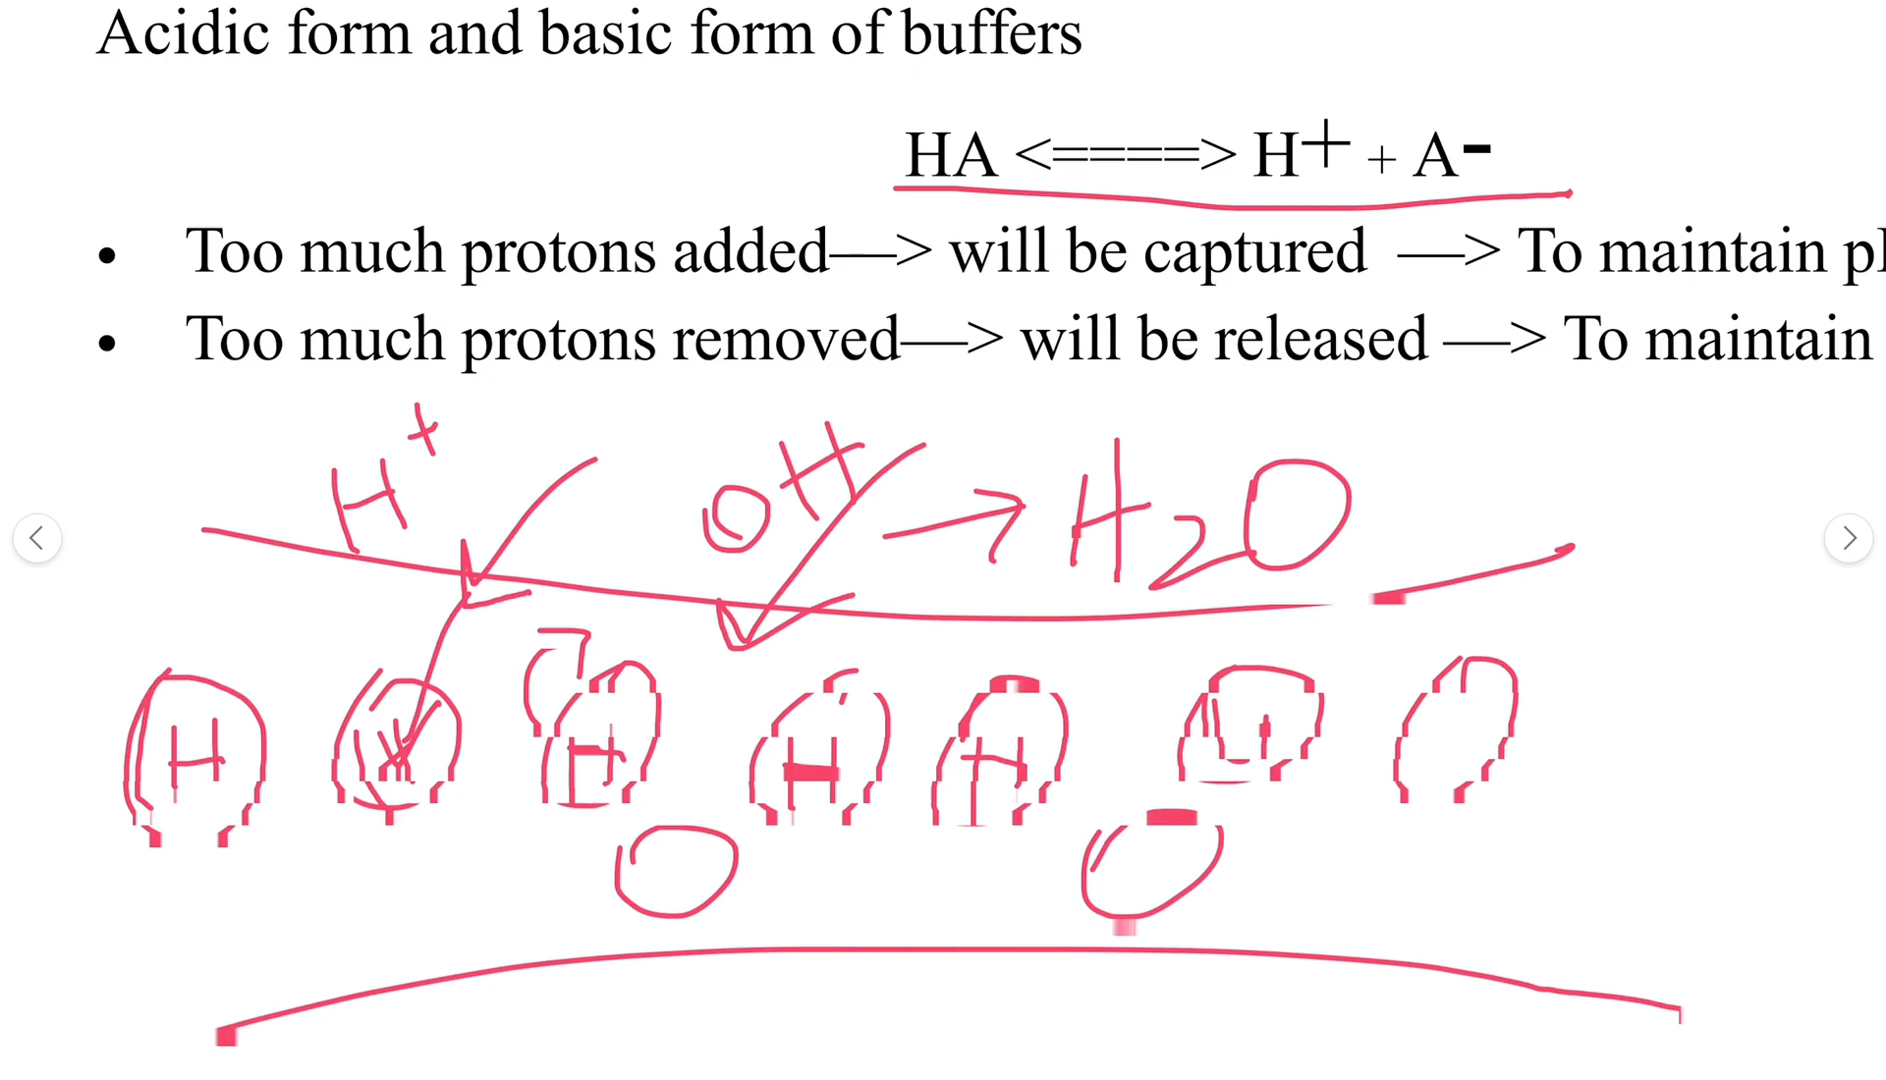 Acidic form and basic form of buffers
HA <====> H+ + A-
• Too much protons added—> will be captured —> To maintain
• Too much protons removed—> will be released —> To maintain
H+ OH → H2O
H H H H